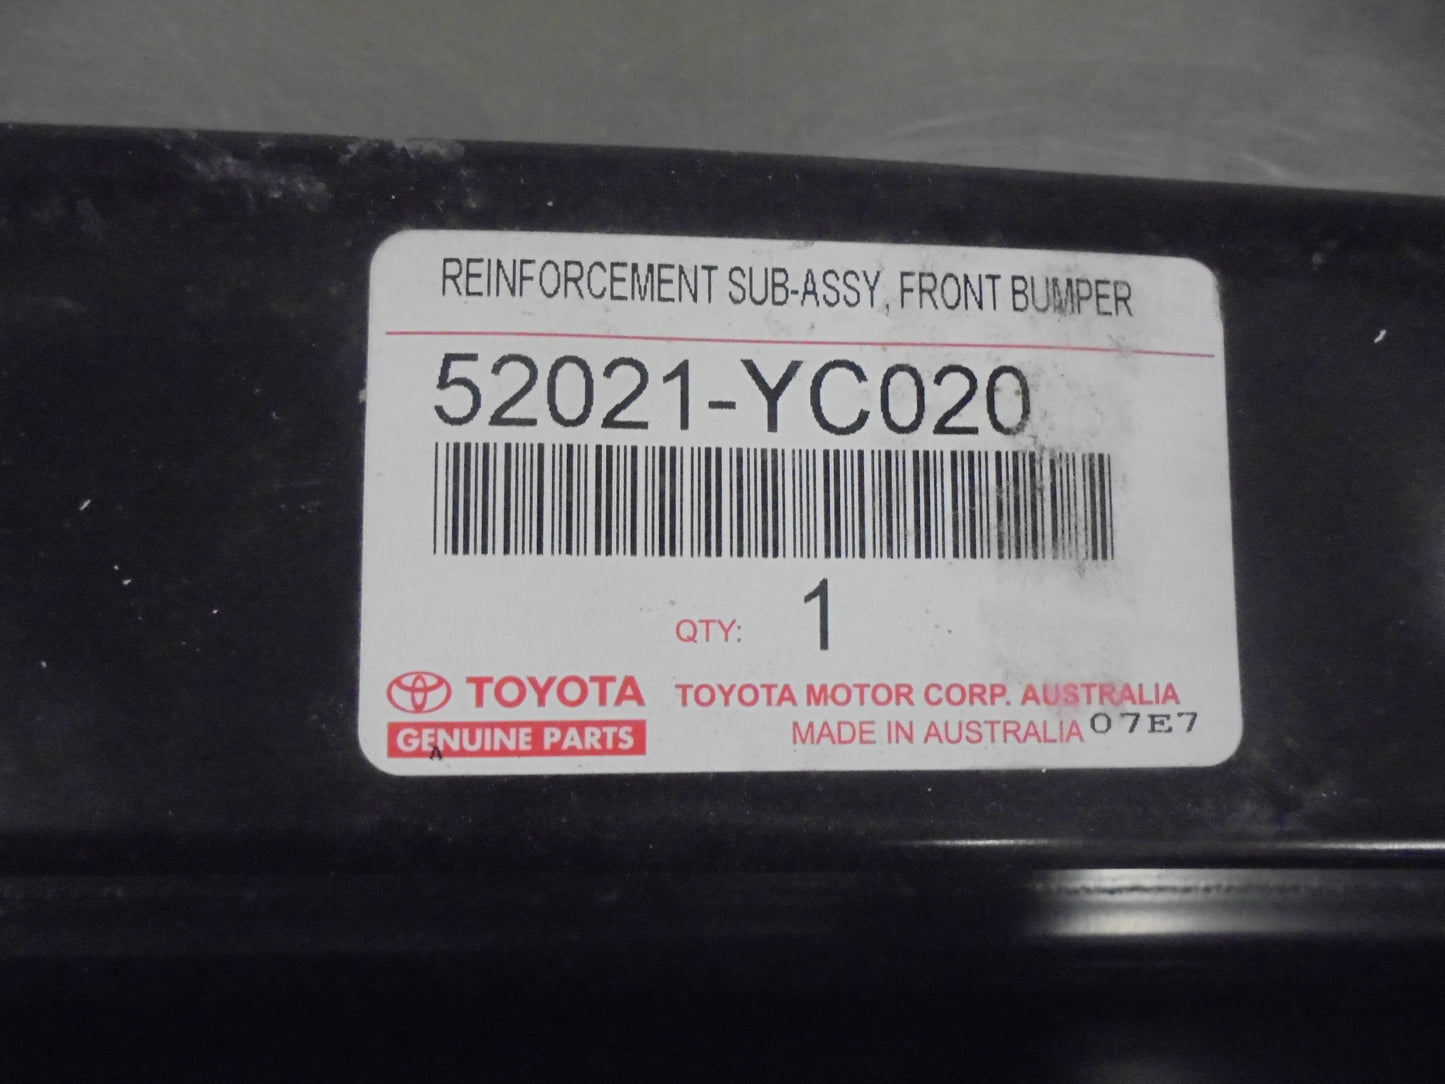 REINFORCEMENT SUB-ASSY, FRONT BUMPER
52021-YC020
QTY: 1
TOYOTA TOYOTA MOTOR CORP. AUSTRALIA
GENUINE PARTS MADE IN AUSTRALIA 07E7